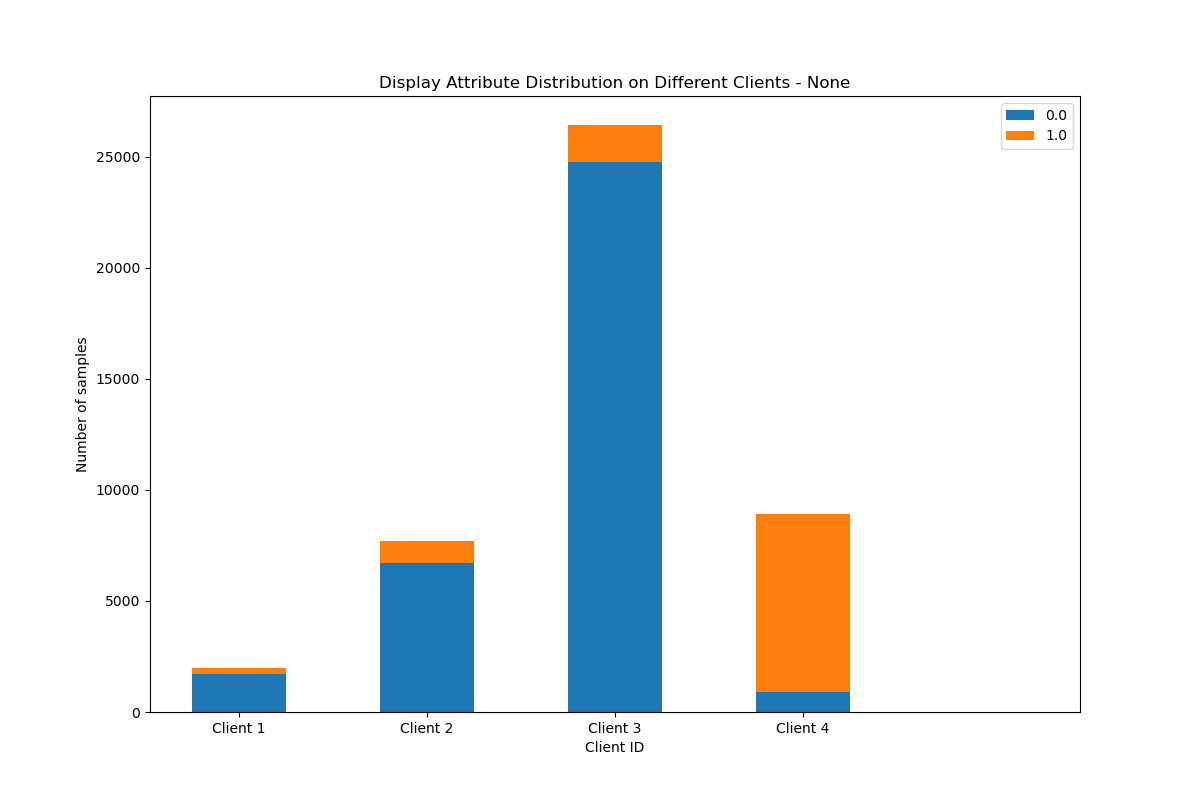 Display Attribute Distribution on Different Clients - None
0.0
1.0
25000
20000
15000
10000
5000
0
Number of samples
Client 1 Client 2 Client 3 Client 4
Client ID